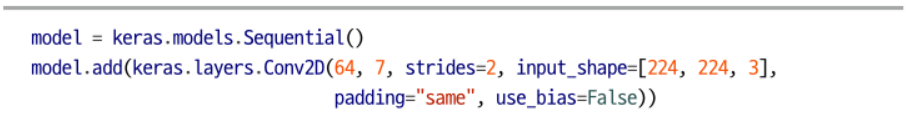 model = keras.models.Sequential()
model.add(keras.layers.Conv2D(64, 7, strides=2, input_shape=[224, 224, 3],
padding="same", use_bias=False))